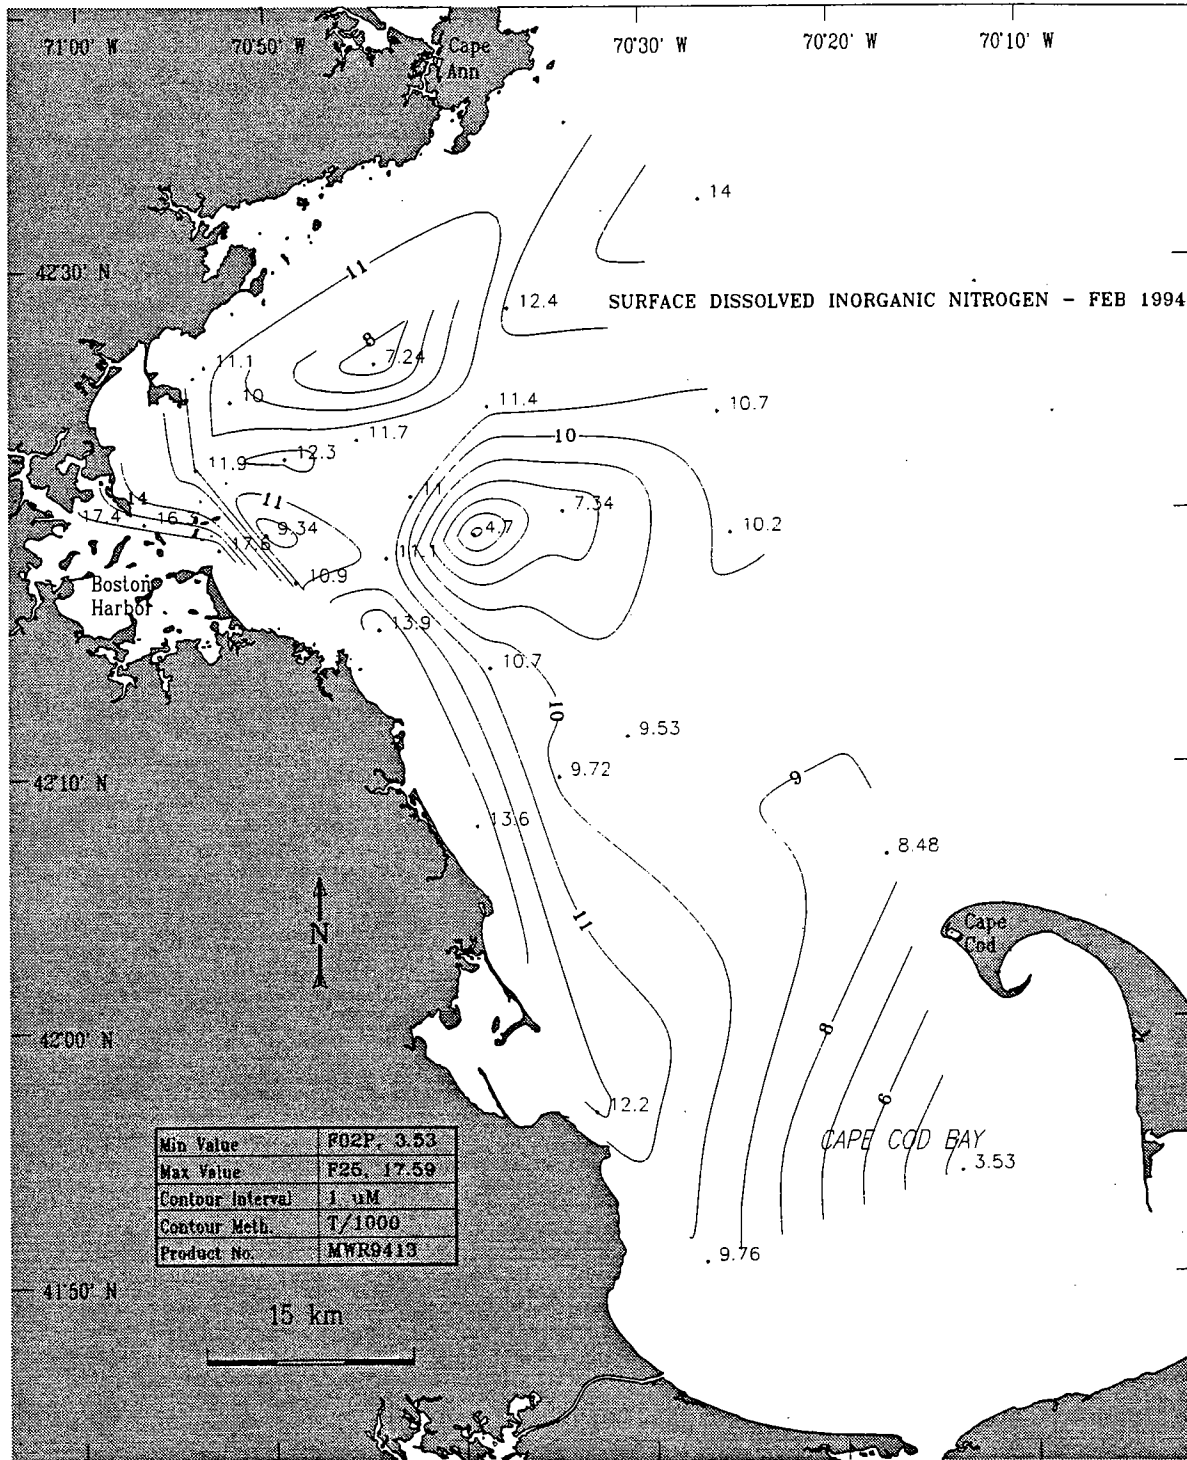 71°00' W
70°50' W
70°30' W
70°20' W
70°10' W
Cape
Ann
14
11
42°30' N
12.4
SURFACE DISSOLVED INORGANIC NITROGEN - FEB 1994
8
7.24
11.1
10
11.4
10.7
11.7
10
12.3
11.9
11
14
11
7.34
17.4
16.3
9.34
4.7
10.2
17.6
11.1
10.9
Boston
Harbor
13.9
10.7
10
9.53
9.72
42°10' N
9
13.6
8.48
11
Cape
Cod
N
8
42°00' N
6
12.2
CAPE COD BAY
3.53
Min Value F02P, 3.53
Max Value F25, 17.59
Contour Interval 1 uM
Contour Meth. T/1000
Product No. MWR9413
9.76
41°50' N
15 km